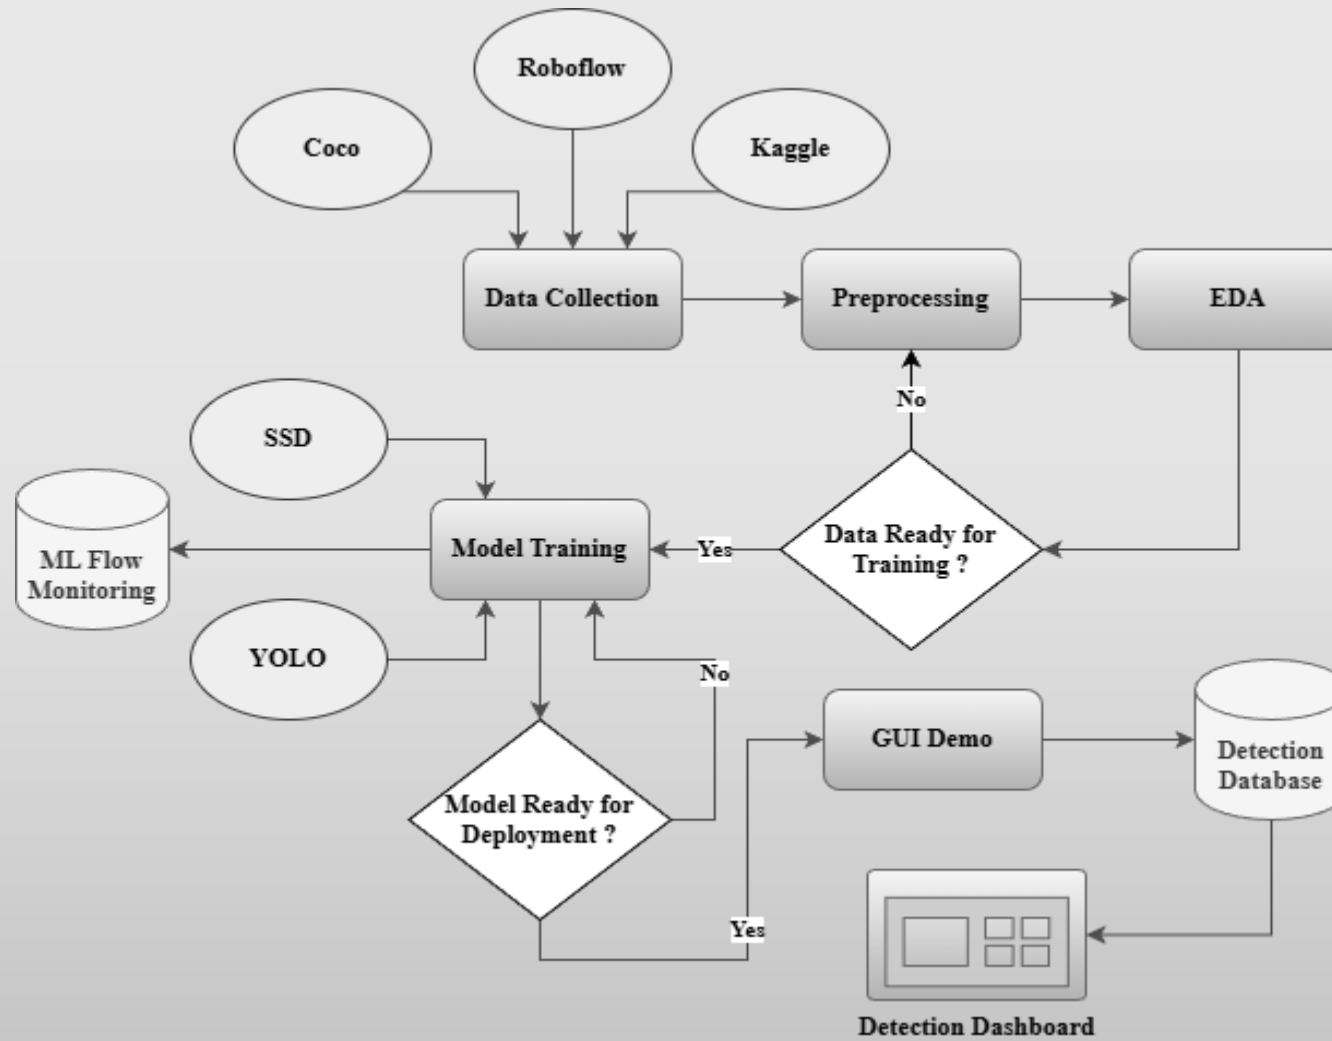 Roboflow
Coco
Kaggle
Data Collection
Preprocessing
EDA
No
SSD
Data Ready for
Training ?
Yes
Model Training
ML Flow
Monitoring
YOLO
No
GUI Demo
Detection
Database
Model Ready for
Deployment ?
Yes
Detection Dashboard